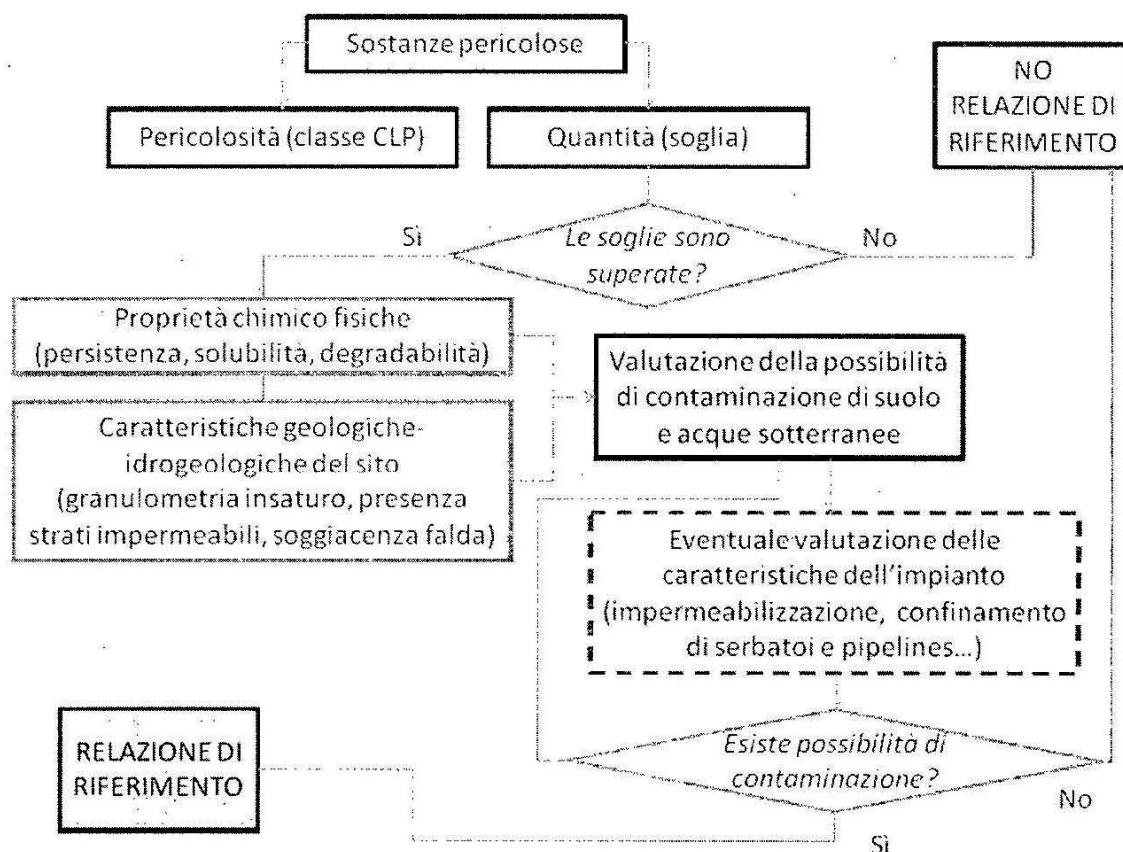 Sostanze pericolose
NO
RELAZIONE DI
RIFERIMENTO
Pericolosità (classe CLP)
Quantità (soglia)
Sì
Le soglie sono
superate?
No
Proprietà chimico fisiche
(persistenza, solubilità, degradabilità)
Valutazione della possibilità
di contaminazione di suolo
e acque sotterranee
Caratteristiche geologiche-
idrogeologiche del sito
(granulometria insaturo, presenza
strati impermeabili, soggiacenza falda)
Eventuale valutazione delle
caratteristiche dell'impianto
(impermeabilizzazione, confinamento
di serbatoi e pipelines...)
RELAZIONE DI
RIFERIMENTO
Esiste possibilità di
contaminazione?
No
Sì